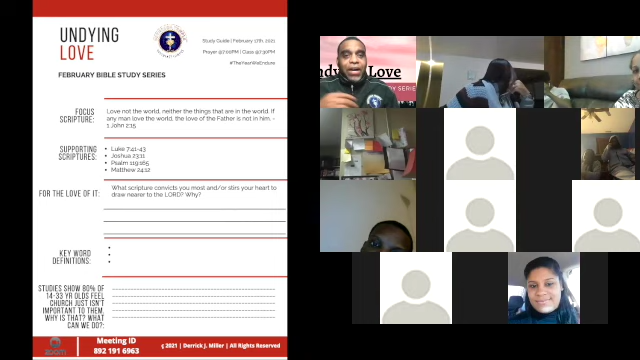 UNDYING
LOVE
Study Guide | February 17th, 2021
Prayer @7:00PM | Class @7:30PM
#TheYearWeEndure
FEBRUARY BIBLE STUDY SERIES
FOCUS
SCRIPTURE:
Love not the world, neither the things that are in the world. If
any man love the world, the love of the Father is not in him. -
1 John 2:15
SUPPORTING
SCRIPTURES:
• Luke 7:41-43
• Joshua 23:11
• Psalm 119:165
• Matthew 24:12
FOR THE LOVE OF IT:
What scripture convicts you most and/or stirs your heart to
draw nearer to the LORD? Why?
KEY WORD
DEFINITIONS:
STUDIES SHOW 80% OF
14-33 YR OLDS FEEL
CHURCH JUST ISN'T
IMPORTANT TO THEM.
WHY IS THAT? WHAT
CAN WE DO?:
zoom
Meeting ID
892 191 6963
2021 | Derrick J. Miller | All Rights Reserved
Love